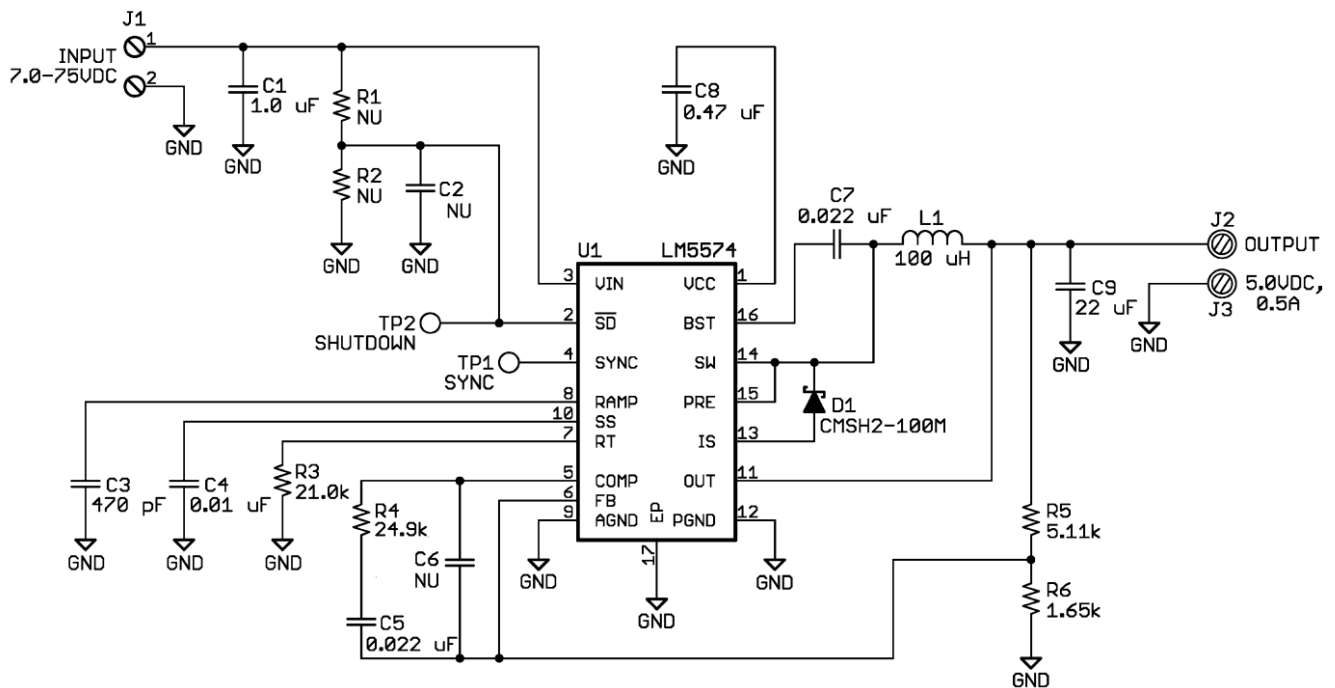 J1
1
INPUT
7.0-75VDC
2
GND
C1
1.0 uF
GND
R1
NU
R2
NU
GND
C2
NU
GND
C8
0.47 uF
GND
C7
0.022 uF
L1
100 uH
J2
OUTPUT
5.0VDC,
0.5A
J3
GND
C9
22 uF
GND
U1
LM5574
3
VIN
VCC
1
TP2
SHUTDOWN
2
SD
BST
16
TP1
SYNC
4
SYNC
SW
14
8
RAMP
PRE
15
D1
CMSH2-100M
10
SS
7
RT
IS
13
5
COMP
OUT
11
6
FB
9
AGND
EP
PGND
12
17
GND
GND
GND
C3
470 pF
GND
C4
0.01 uF
GND
R3
21.0k
GND
R4
24.9k
C6
NU
C5
0.022 uF
R5
5.11k
R6
1.65k
GND